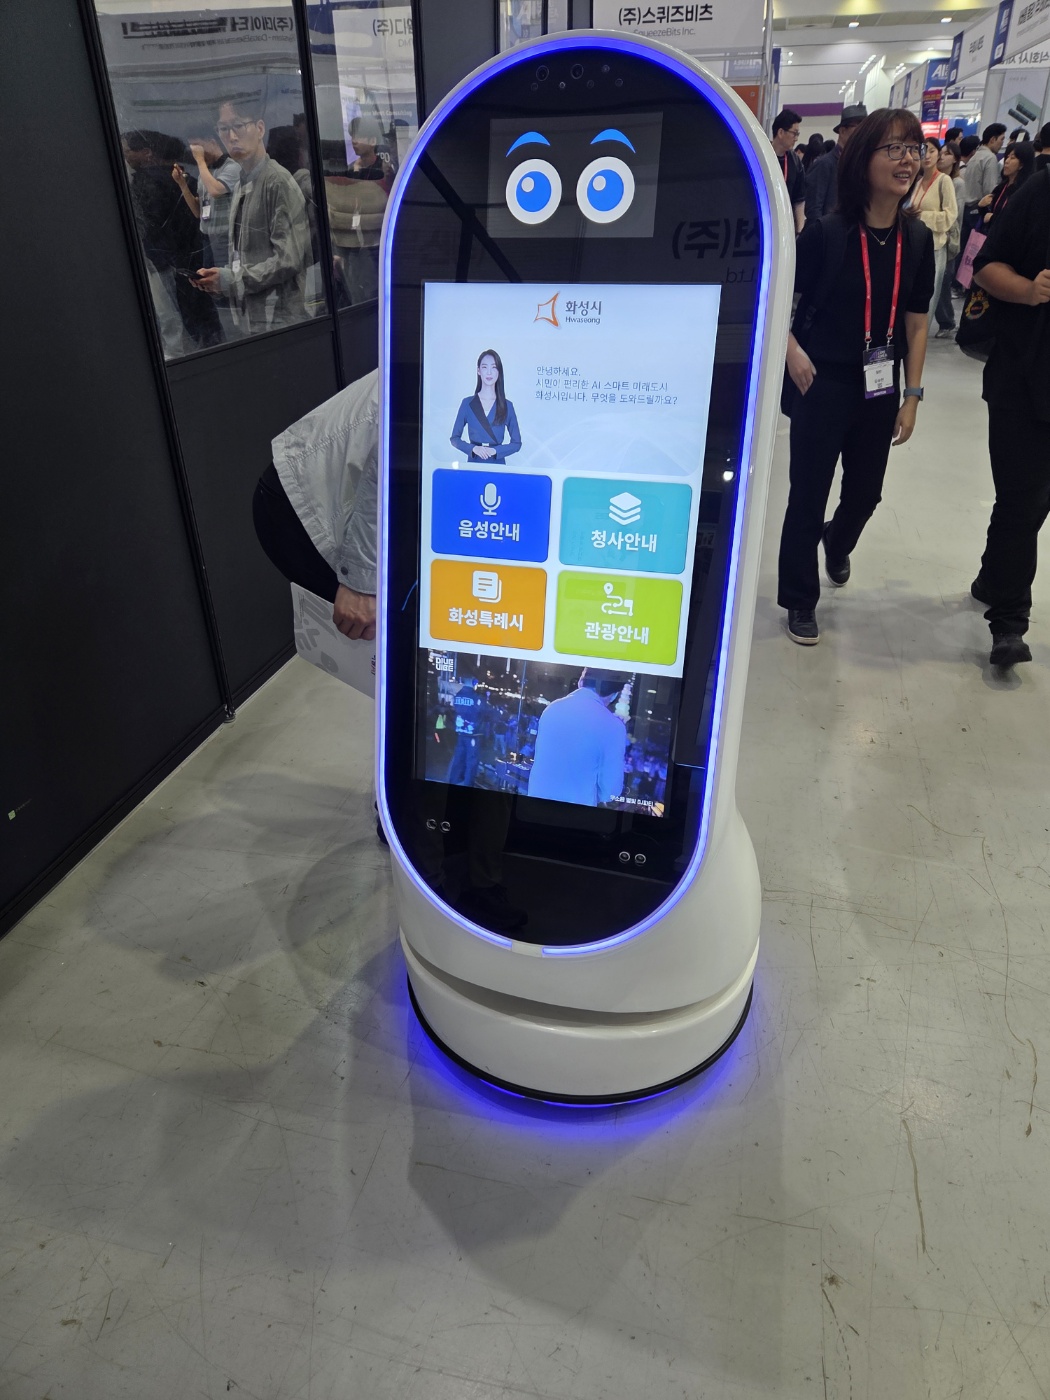 스퀴즈비츠(주)
SqueezeBits Inc.
화성시
Hwaseong
안녕하세요.
시민이 편리한 AI 스마트 미래도시
화성시입니다. 무엇을 도와드릴까요?
음성안내
청사안내
화성특례시
관광안내